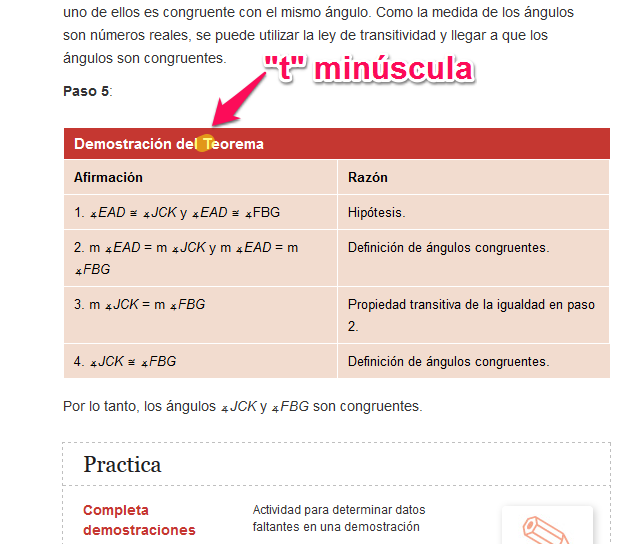 uno de ellos es congruente con el mismo ángulo. Como la medida de los ángulos
son números reales, se puede utilizar la ley de transitividad y llegar a que los
ángulos son congruentes.
"t" minúscula
Paso 5:
Demostración del Teorema
Afirmación Razón
1. ∡EAD ≅ ∡JCK y ∡EAD ≅ ∡FBG Hipótesis.
2. m ∡EAD = m ∡JCK y m ∡EAD = m Definición de ángulos congruentes.
∡FBG
3. m ∡JCK = m ∡FBG Propiedad transitiva de la igualdad en paso
2.
4. ∡JCK ≅ ∡FBG Definición de ángulos congruentes.
Por lo tanto, los ángulos ∡JCK y ∡FBG son congruentes.
Practica
Completa Actividad para determinar datos
demostraciones faltantes en una demostración